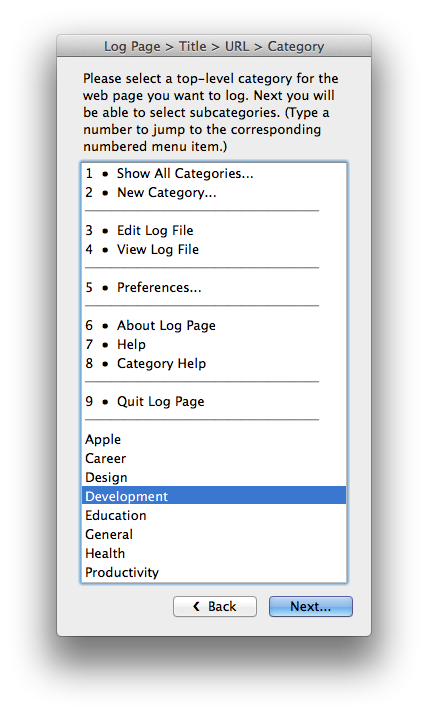 Log Page > Title > URL > Category
Please select a top-level category for the
web page you want to log. Next you will
be able to select subcategories. (Type a
number to jump to the corresponding
numbered menu item.)
1 • Show All Categories...
2 • New Category...
3 • Edit Log File
4 • View Log File
5 • Preferences...
6 • About Log Page
7 • Help
8 • Category Help
9 • Quit Log Page
Apple
Career
Design
Development
Education
General
Health
Productivity
❮ Back
Next...